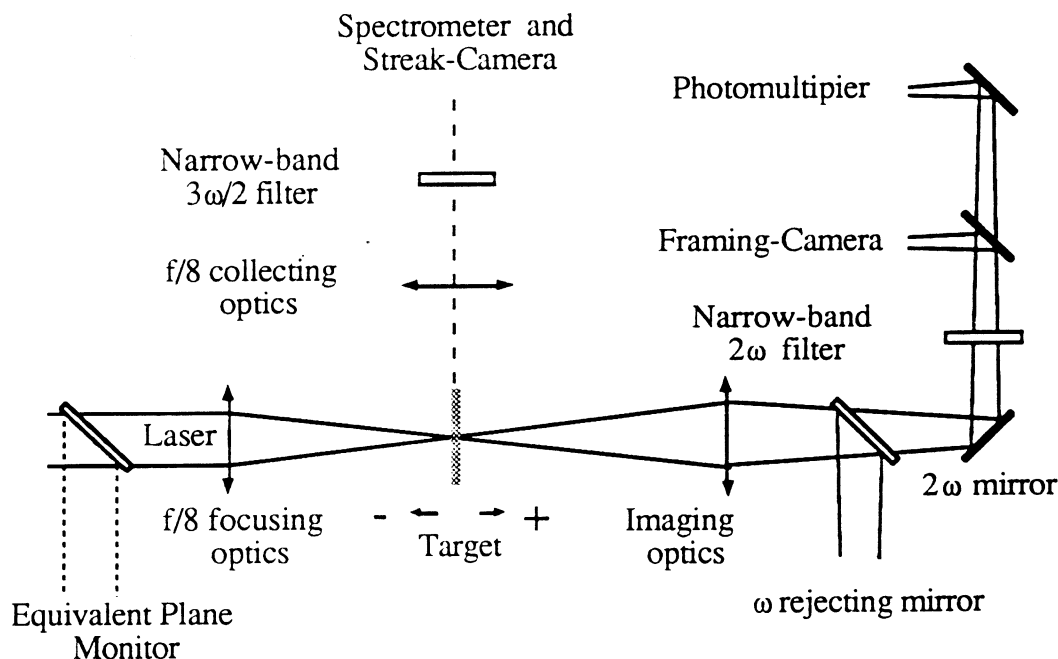 Spectrometer and
Streak-Camera
Photomultipier
Narrow-band
3ω/2 filter
Framing-Camera
f/8 collecting
optics
Narrow-band
2ω filter
Laser
2ω mirror
f/8 focusing
optics
- +
Target
Imaging
optics
ω rejecting mirror
Equivalent Plane
Monitor